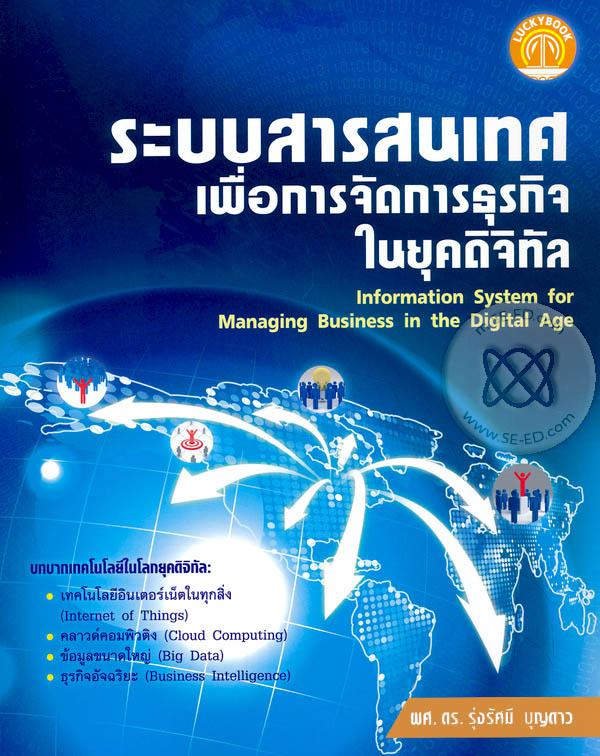 LUCKYBOOK
ระบบสารสนเทศ
เพื่อการจัดการธุรกิจ
ในยุคดิจิทัล
Information System for
Managing Business in the Digital Age
WWW.SE-ED.com
บทบาทเทคโนโลยีในโลกยุคดิจิทัล:
• เทคโนโลยีอินเตอร์เน็ตในทุกสิ่ง
(Internet of Things)
• คลาวด์คอมพิวติง (Cloud Computing)
• ข้อมูลขนาดใหญ่ (Big Data)
• ธุรกิจอัจฉริยะ (Business Intelligence)
ผศ. ดร. รุ่งรัศมี บุญดาว